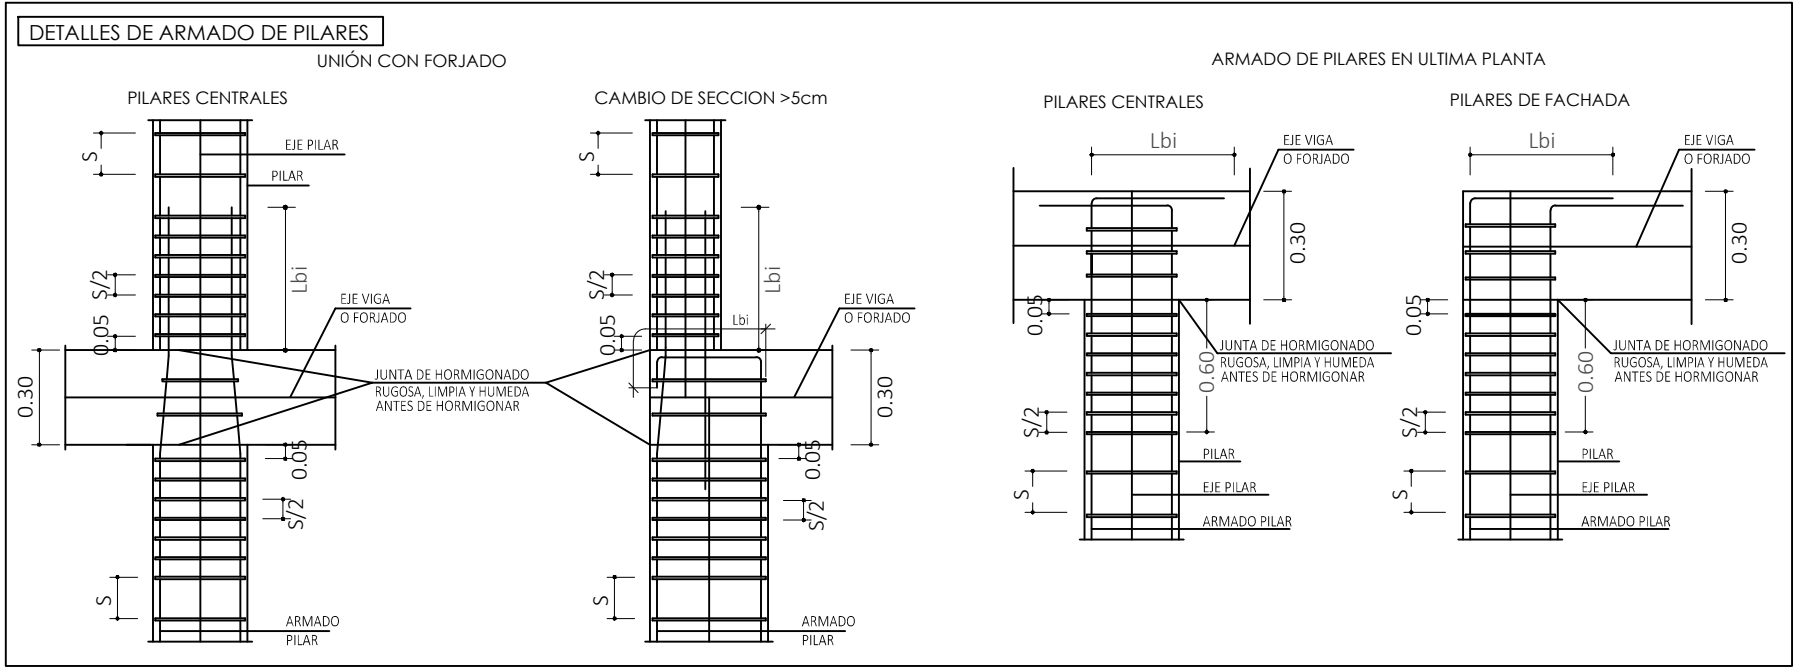 DETALLES DE ARMADO DE PILARES
UNIÓN CON FORJADO
PILARES CENTRALES
S
EJE PILAR
PILAR
Lbi
S/2
0.05
EJE VIGA
O FORJADO
0.30
JUNTA DE HORMIGONADO
RUGOSA, LIMPIA Y HUMEDA
ANTES DE HORMIGONAR
0.05
S/2
S
ARMADO
PILAR
CAMBIO DE SECCION >5cm
S
Lbi
S/2
0.05
Lbi
EJE VIGA
O FORJADO
0.30
0.05
S/2
S
ARMADO
PILAR
ARMADO DE PILARES EN ULTIMA PLANTA
PILARES CENTRALES
Lbi
EJE VIGA
O FORJADO
0.30
0.05
JUNTA DE HORMIGONADO
RUGOSA, LIMPIA Y HUMEDA
ANTES DE HORMIGONAR
0.60
S/2
PILAR
S
EJE PILAR
ARMADO PILAR
PILARES DE FACHADA
Lbi
EJE VIGA
O FORJADO
0.30
0.05
JUNTA DE HORMIGONADO
RUGOSA, LIMPIA Y HUMEDA
ANTES DE HORMIGONAR
0.60
S/2
PILAR
S
EJE PILAR
ARMADO PILAR